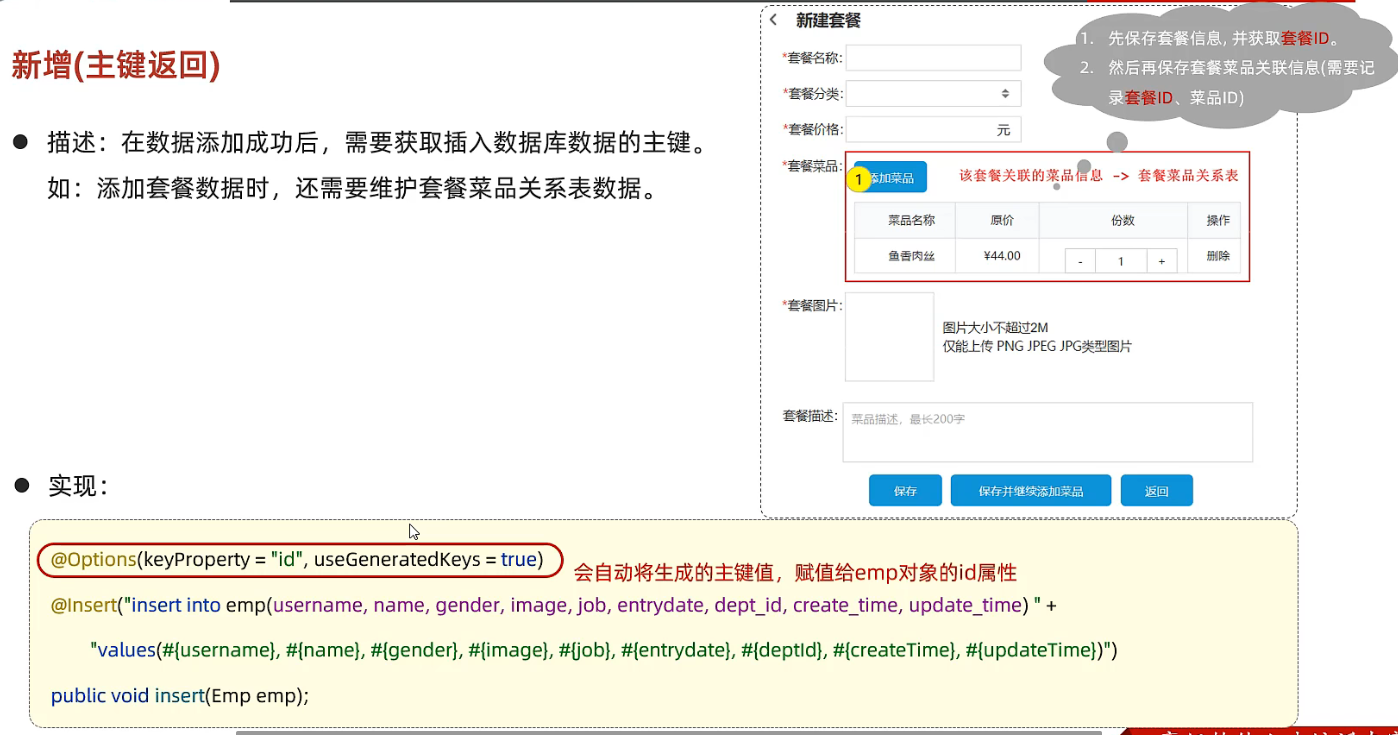 新增(主键返回)
● 描述：在数据添加成功后，需要获取插入数据库数据的主键。
如：添加套餐数据时，还需要维护套餐菜品关系表数据。
新建套餐
*套餐名称:
*套餐分类:
*套餐价格:
元
*套餐菜品:
1
添加菜品
该套餐关联的菜品信息 -> 套餐菜品关系表
菜品名称 原价 份数 操作
鱼香肉丝 ¥44.00 - 1 + 删除
*套餐图片:
图片大小不超过2M
仅能上传 PNG JPEG JPG类型图片
套餐描述:
菜品描述，最长200字
保存 保存并继续添加菜品 返回
1. 先保存套餐信息, 并获取套餐ID。
2. 然后再保存套餐菜品关联信息(需要记
录套餐ID、菜品ID)
● 实现：
@Options(keyProperty = "id", useGeneratedKeys = true)
会自动将生成的主键值，赋值给emp对象的id属性
@Insert("insert into emp(username, name, gender, image, job, entrydate, dept_id, create_time, update_time) " +
"values(#{username}, #{name}, #{gender}, #{image}, #{job}, #{entrydate}, #{deptId}, #{createTime}, #{updateTime})")
public void insert(Emp emp);